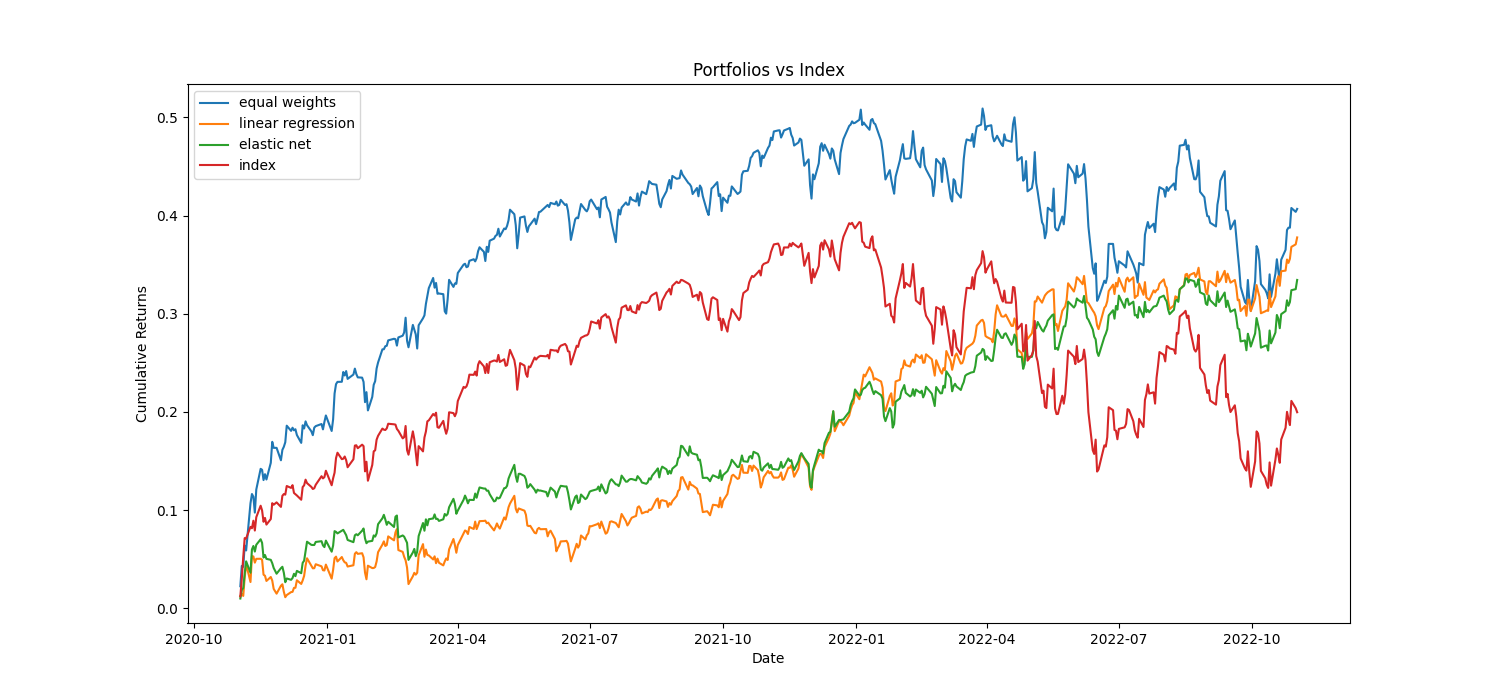 Portfolios vs Index
equal weights
linear regression
elastic net
index
Cumulative Returns
0.5
0.4
0.3
0.2
0.1
0.0
2020-10
2021-01
2021-04
2021-07
2021-10
2022-01
2022-04
2022-07
2022-10
Date